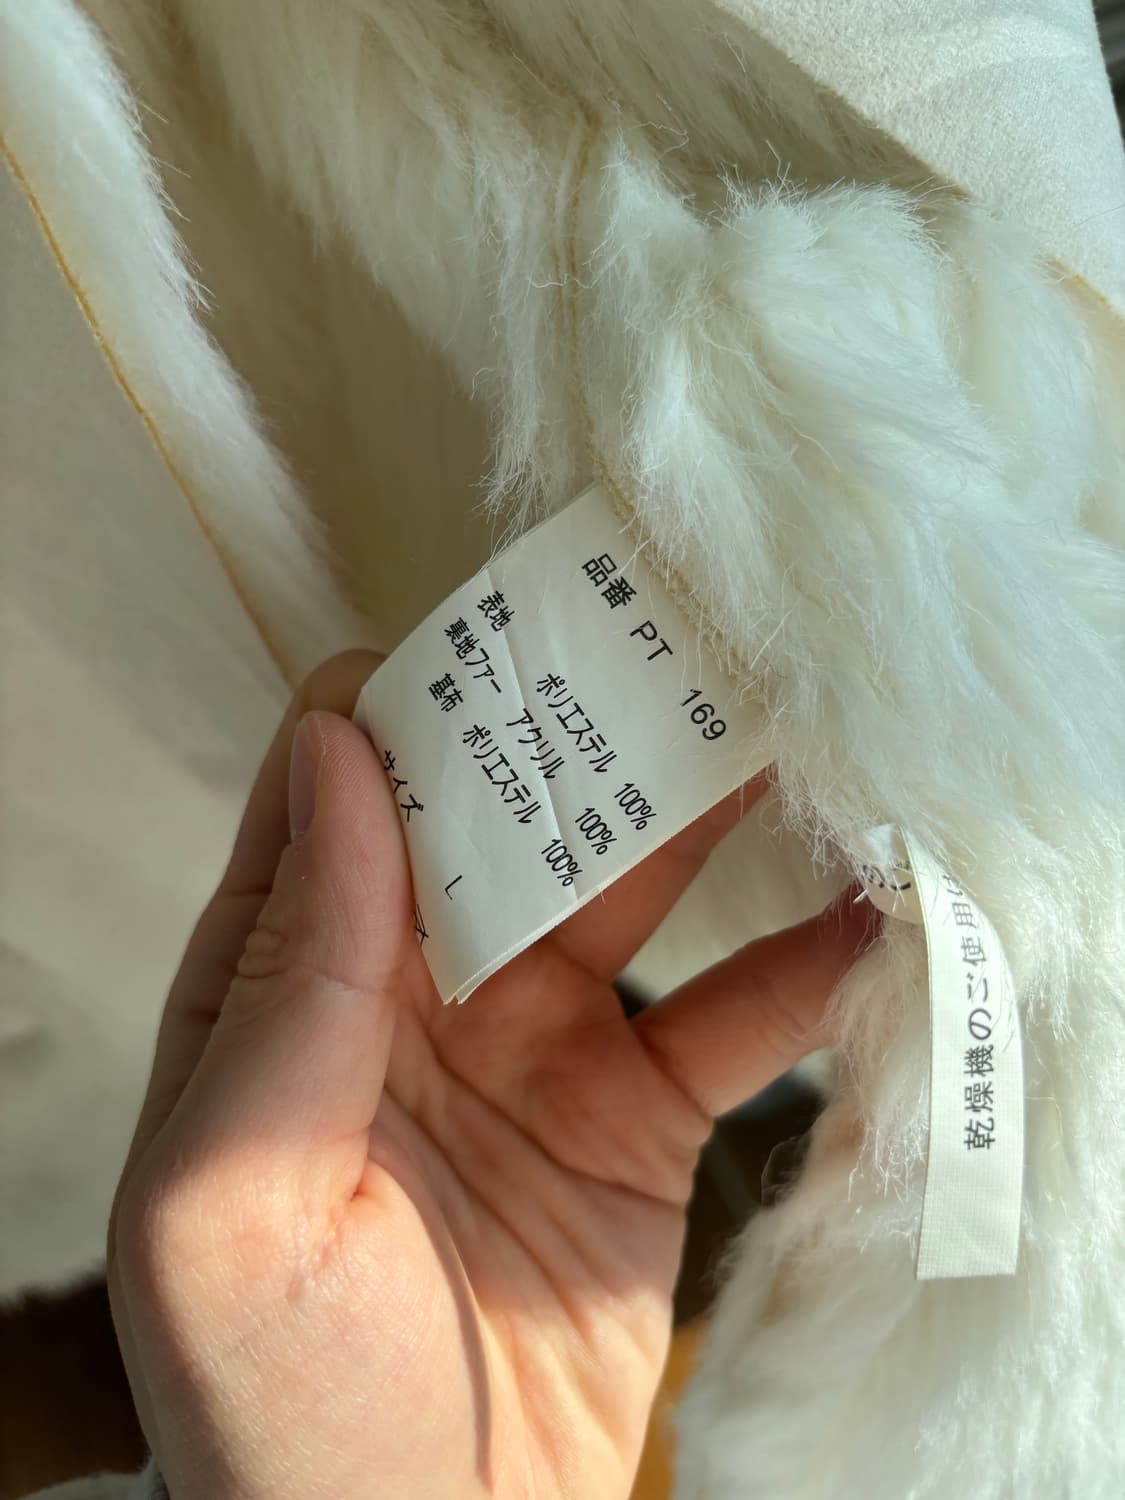 品番 PT 169
表地 ポリエステル 100%
裏地ファー アクリル 100%
基布 ポリエステル 100%
サイズ L
乾燥機のご使用